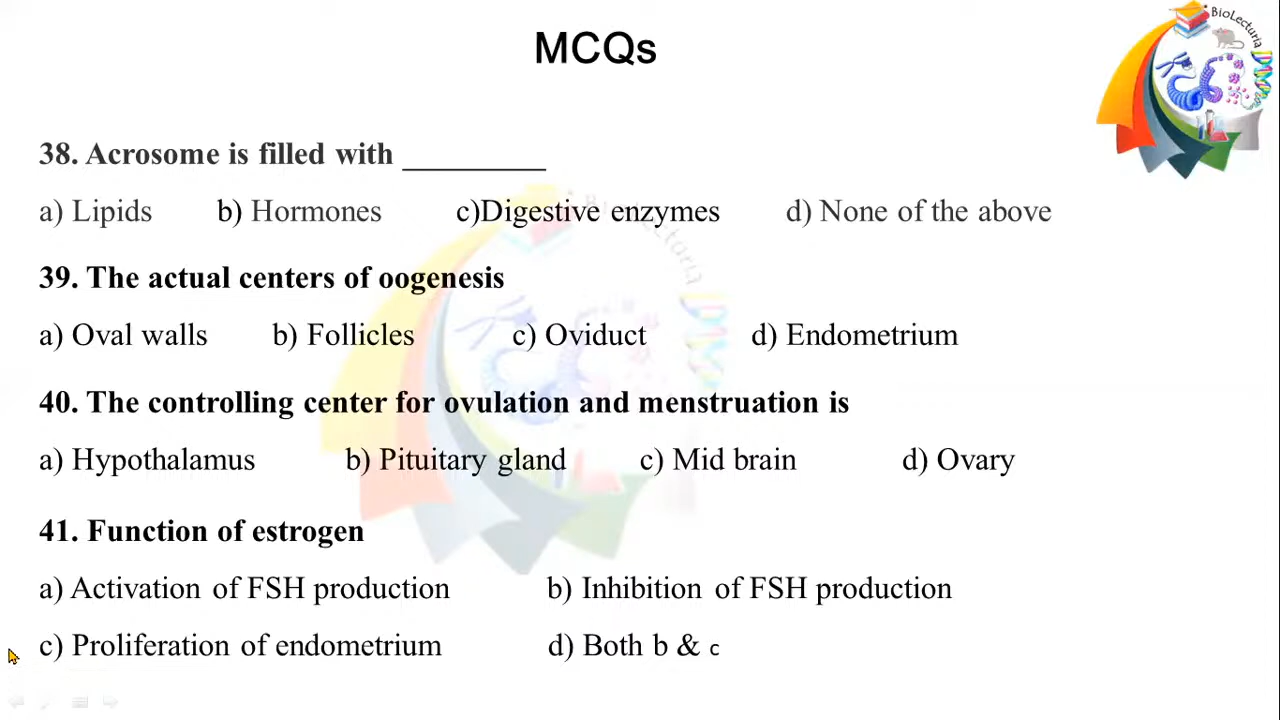 MCQs
BioLecturia
38. Acrosome is filled with _________
a) Lipids b) Hormones c)Digestive enzymes d) None of the above
39. The actual centers of oogenesis
a) Oval walls b) Follicles c) Oviduct d) Endometrium
40. The controlling center for ovulation and menstruation is
a) Hypothalamus b) Pituitary gland c) Mid brain d) Ovary
41. Function of estrogen
a) Activation of FSH production b) Inhibition of FSH production
c) Proliferation of endometrium d) Both b & c